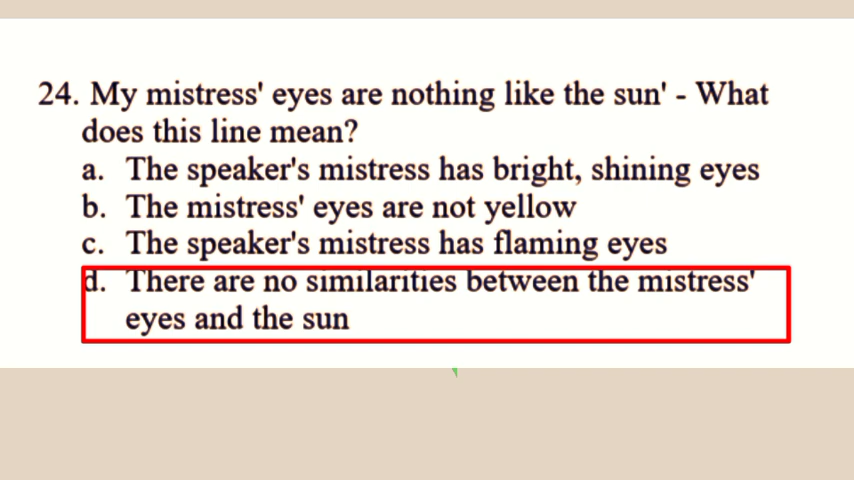 24. My mistress' eyes are nothing like the sun' - What
does this line mean?
a. The speaker's mistress has bright, shining eyes
b. The mistress' eyes are not yellow
c. The speaker's mistress has flaming eyes
d. There are no similarities between the mistress'
eyes and the sun